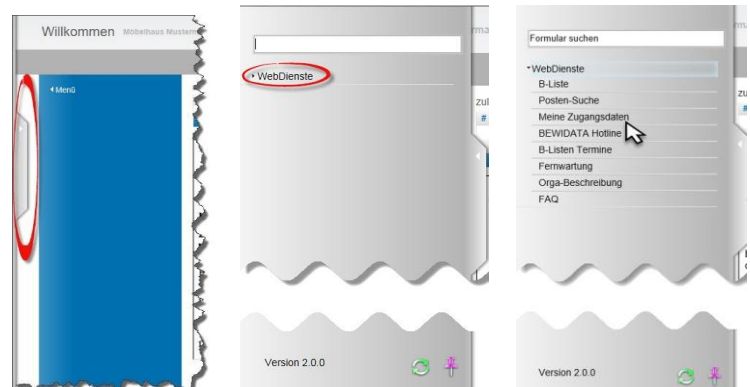 Willkommen Möbelhaus Muster
Menü
WebDienste
zul
#
Version 2.0.0
Formular suchen
WebDienste
B-Liste
Posten-Suche
Meine Zugangsdaten
BEWIDATA Hotline
B-Listen Termine
Fernwartung
Orga-Beschreibung
FAQ
Version 2.0.0